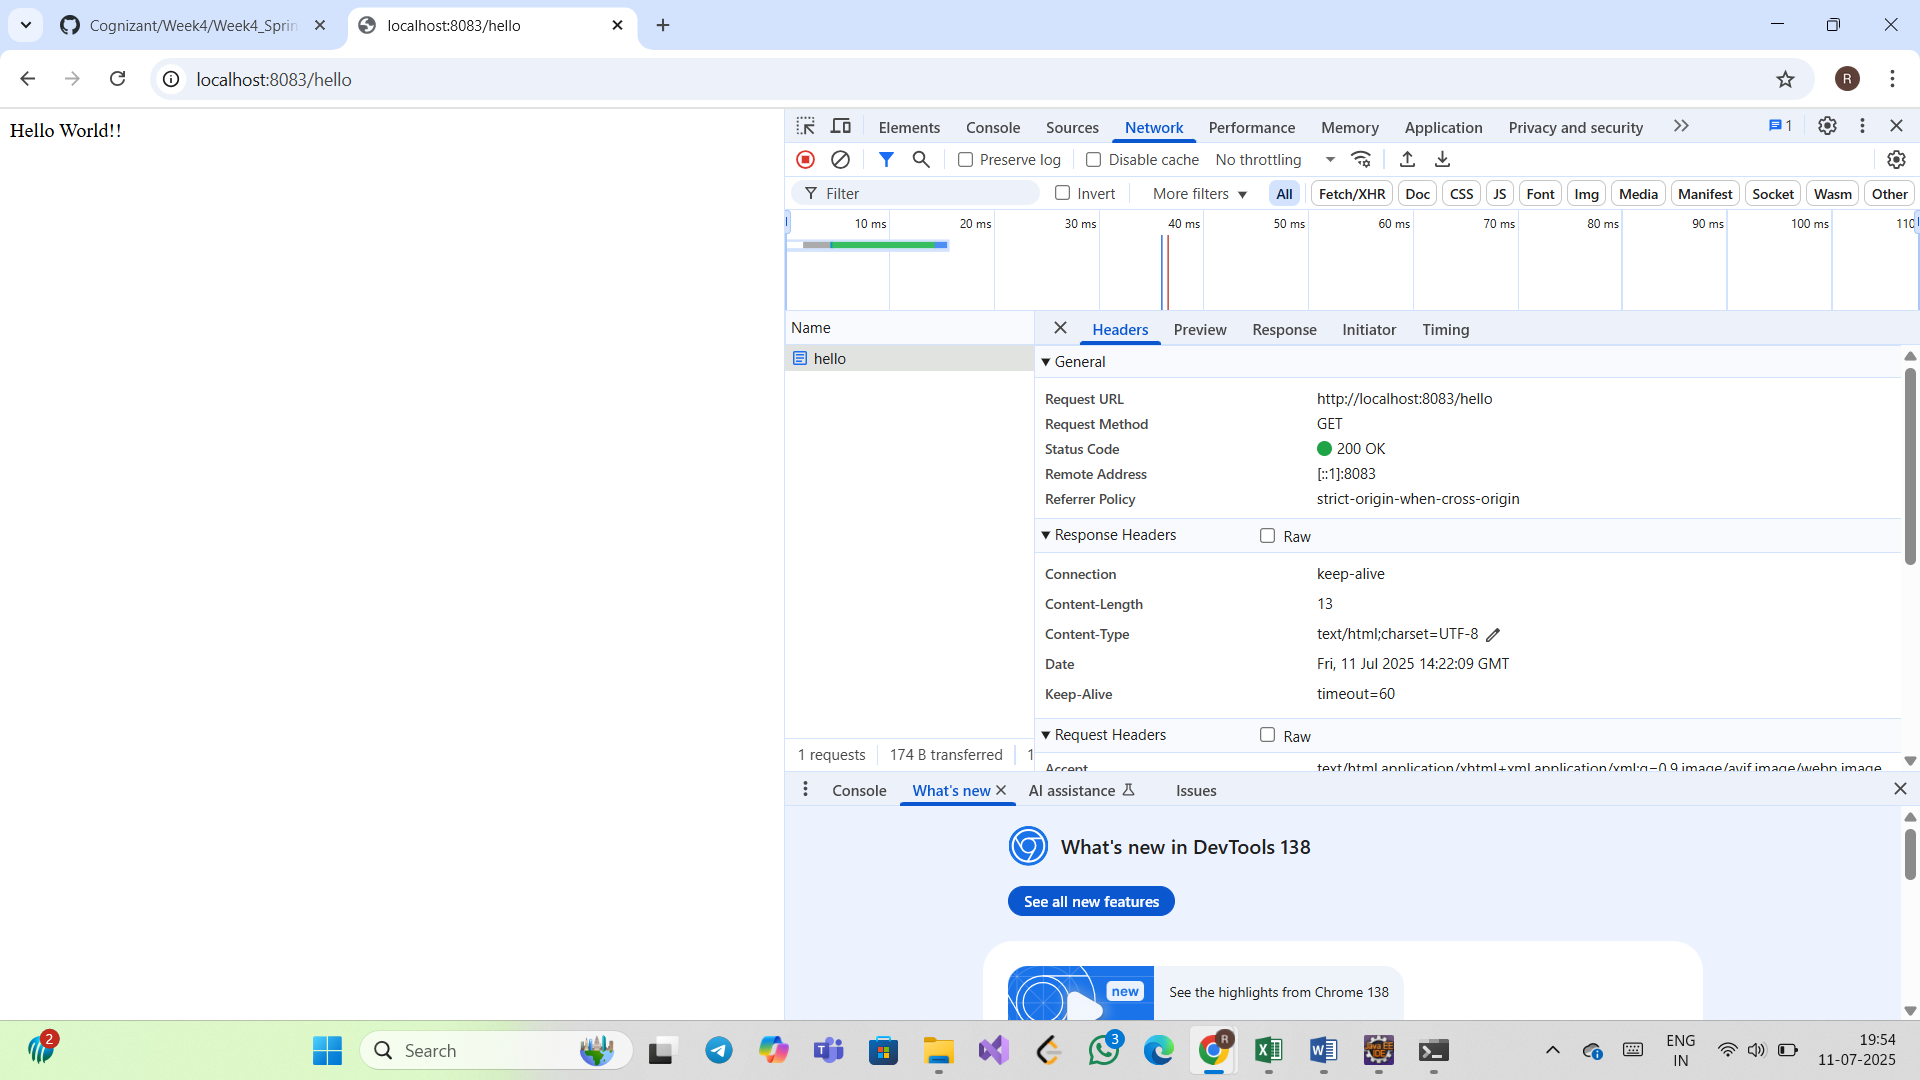 Cognizant/Week4/Week4_Sprin
localhost:8083/hello
localhost:8083/hello
R
Hello World!!
Elements Console Sources Network Performance Memory Application Privacy and security 1
Preserve log Disable cache No throttling
Filter Invert More filters All Fetch/XHR Doc CSS JS Font Img Media Manifest Socket Wasm Other
10 ms 20 ms 30 ms 40 ms 50 ms 60 ms 70 ms 80 ms 90 ms 100 ms 110
Name
hello
Headers Preview Response Initiator Timing
General
Request URL http://localhost:8083/hello
Request Method GET
Status Code 200 OK
Remote Address [::1]:8083
Referrer Policy strict-origin-when-cross-origin
Response Headers Raw
Connection keep-alive
Content-Length 13
Content-Type text/html;charset=UTF-8
Date Fri, 11 Jul 2025 14:22:09 GMT
Keep-Alive timeout=60
Request Headers Raw
Accept text/html,application/xhtml+xml,application/xml;q=0.9,image/avif,image/webp,image
1 requests 174 B transferred 1
Console What's new AI assistance Issues
What's new in DevTools 138
See all new features
new
See the highlights from Chrome 138
2
Search
3
R
ENG
IN
19:54
11-07-2025